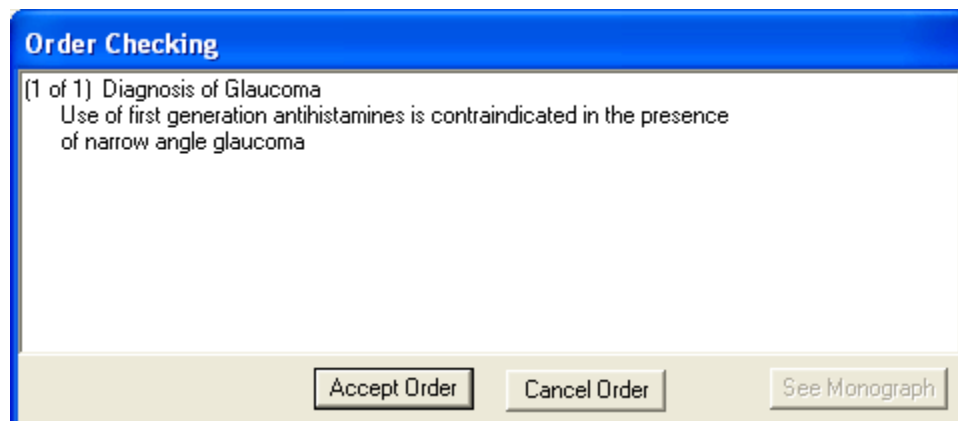 Order Checking
(1 of 1) Diagnosis of Glaucoma
Use of first generation antihistamines is contraindicated in the presence
of narrow angle glaucoma
Accept Order Cancel Order See Monograph